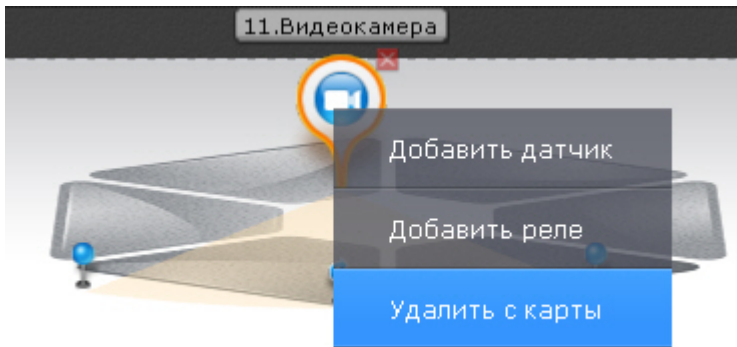 11.Видеокамера
Добавить датчик
Добавить реле
Удалить с карты